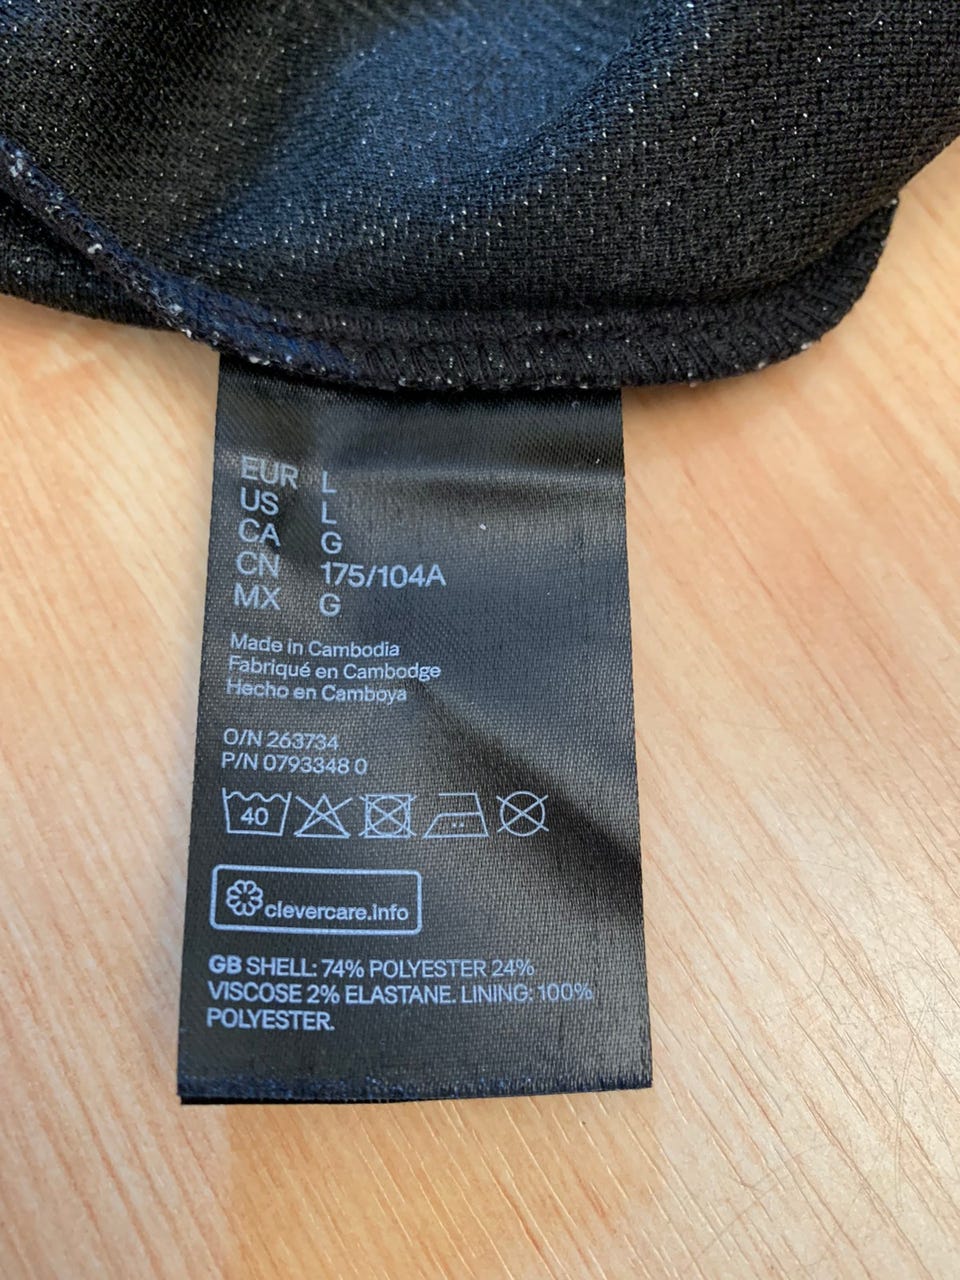 EUR L
US L
CA G
CN 175/104A
MX G
Made in Cambodia
Fabriqué en Cambodge
Hecho en Camboya
O/N 263734
P/N 0793348 0
40
clevercare.info
GB SHELL: 74% POLYESTER 24%
VISCOSE 2% ELASTANE. LINING: 100%
POLYESTER.